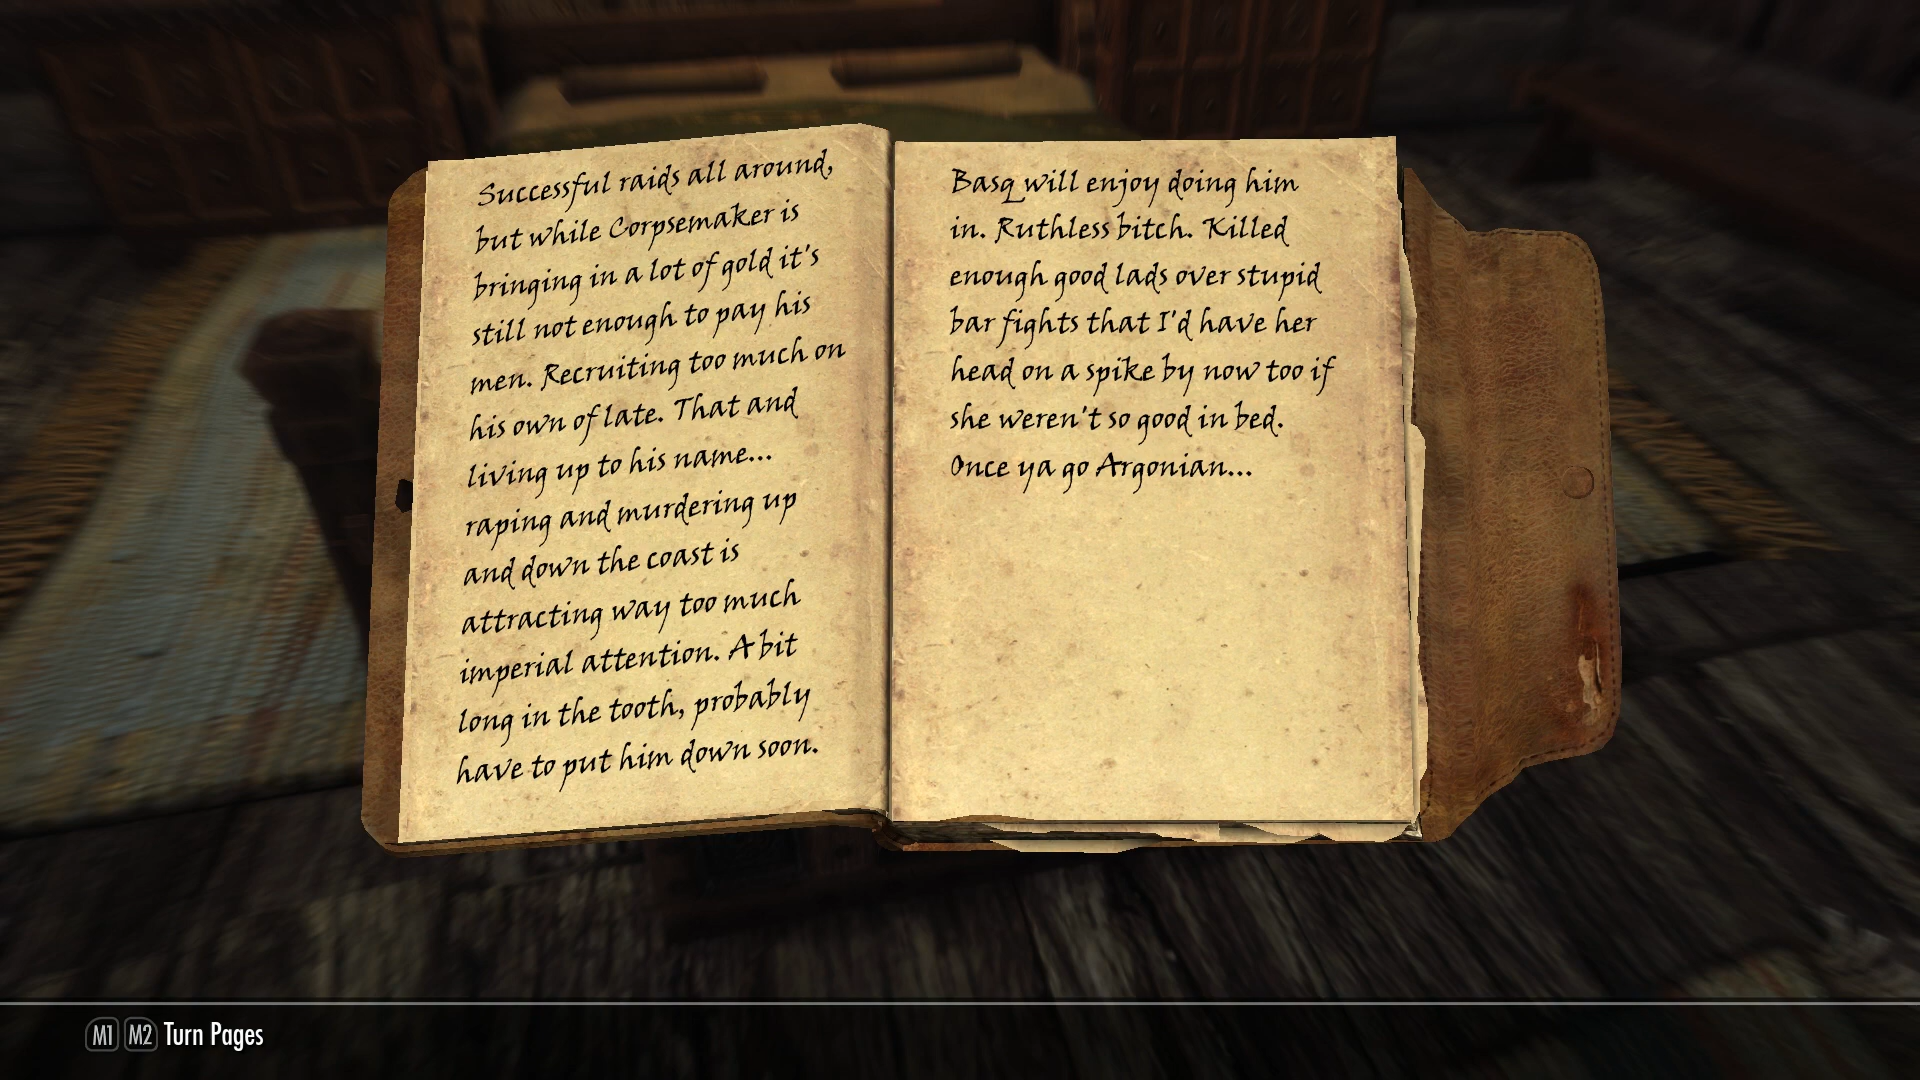 Successful raids all around,
but while Corpsemaker is
bringing in a lot of gold it's
still not enough to pay his
men. Recruiting too much on
his own of late. That and
living up to his name...
raping and murdering up
and down the coast is
attracting way too much
imperial attention. A bit
long in the tooth, probably
have to put him down soon.
Basq will enjoy doing him
in. Ruthless bitch. Killed
enough good lads over stupid
bar fights that I'd have her
head on a spike by now too if
she weren't so good in bed.
Once ya go Argonian...
M1 M2 Turn Pages